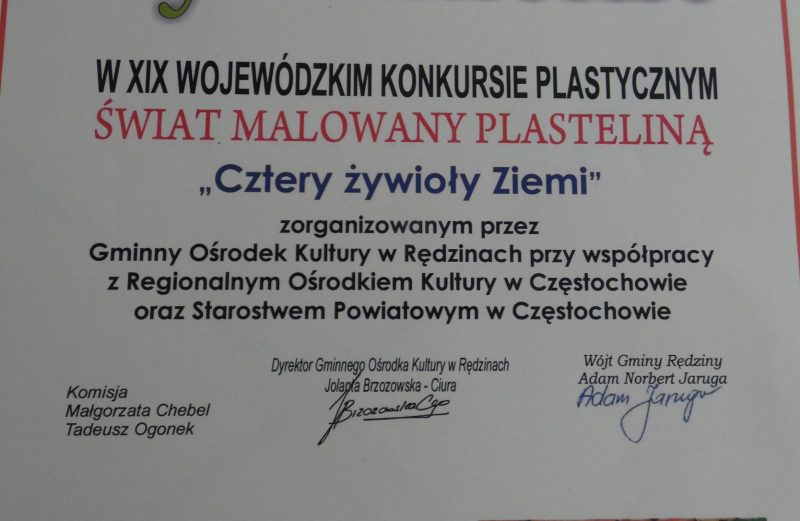 W XIX WOJEWÓDZKIM KONKURSIE PLASTYCZNYM
ŚWIAT MALOWANY PLASTELINĄ
„Cztery żywioły Ziemi”
zorganizowanym przez
Gminny Ośrodek Kultury w Rędzinach przy współpracy
z Regionalnym Ośrodkiem Kultury w Częstochowie
oraz Starostwem Powiatowym w Częstochowie
Komisja
Małgorzata Chebel
Tadeusz Ogonek
Dyrektor Gminnego Ośrodka Kultury w Rędzinach
Jolanta Brzozowska - Ciura
Wójt Gminy Rędziny
Adam Norbert Jaruga
Adam Jaruga